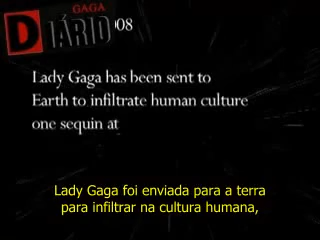 GAGA
DIÁRIO 008
Lady Gaga has been sent to
Earth to infiltrate human culture
one sequin at
Lady Gaga foi enviada para a terra
para infiltrar na cultura humana,